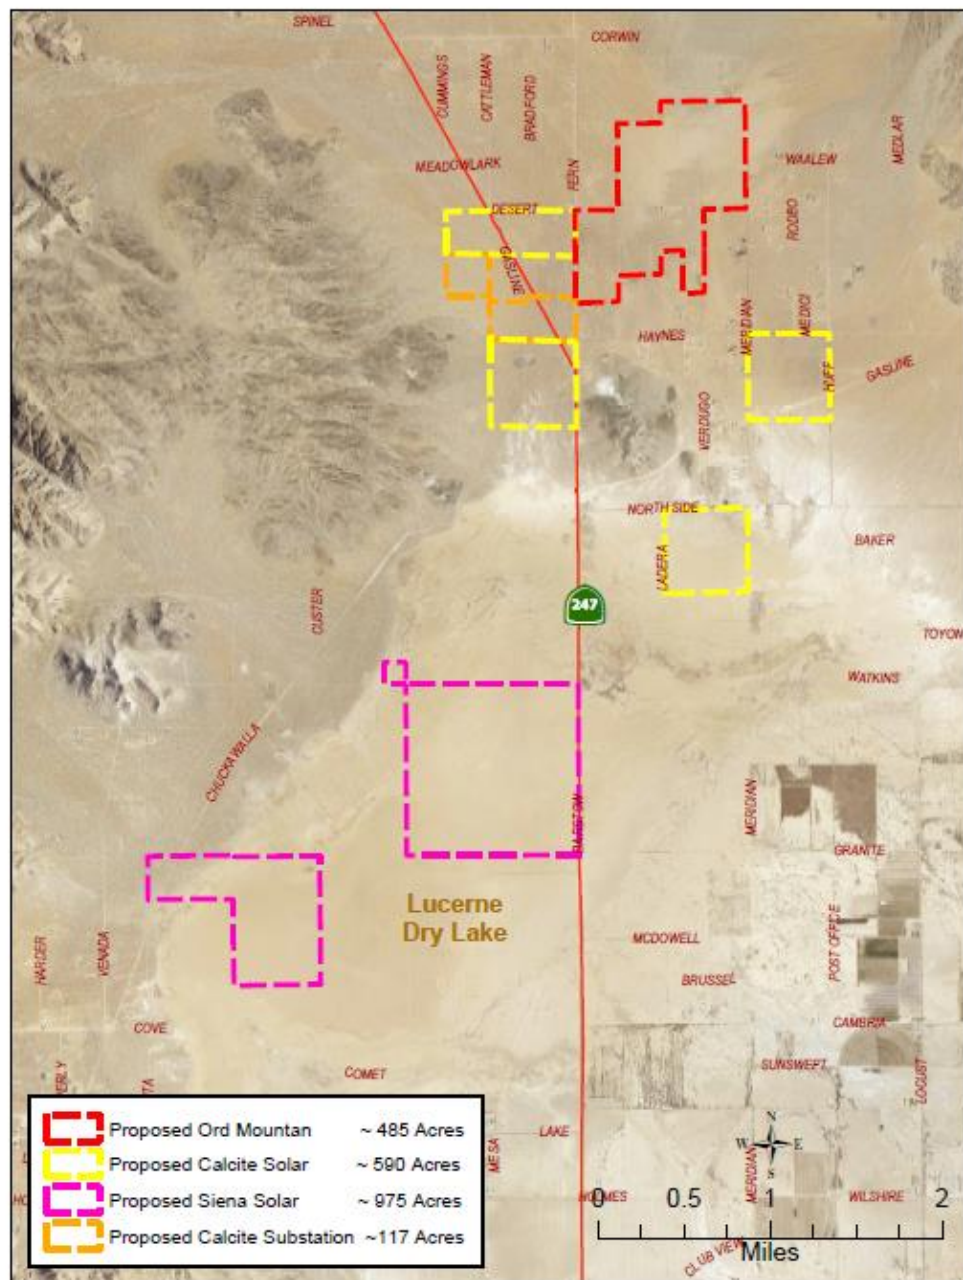 SPINEL
CORWIN
CUMMINGS
CATTLEMAN
BRADFORD
MEDLAR
MEADOWLARK
FERN
WAALEW
DESERT
RODEO
GASLINE
MERIDIAN
MEDICI
HAYNES
HUFF
GASLINE
VERDUGO
NORTH SIDE
BAKER
LADERA
CUSTER
247
TOYON
WATKINS
CHUCKAWALLA
MERIDIAN
BARSTOW
GRANITE
Lucerne
Dry Lake
POST OFFICE
HARDER
VENADA
MCDOWELL
BRUSSEL
COVE
CAMBRIA
SUNSWEPT
LOCUST
COMET
ERLY
TA
Proposed Ord Mountan ~ 485 Acres
Proposed Calcite Solar ~ 590 Acres
Proposed Siena Solar ~ 975 Acres
Proposed Calcite Substation ~117 Acres
MESA
LAKE
N
W E
S
MERIDIAN
HOLMES
WILSHIRE
0 0.5 1 2
Miles
CLUB VIEW